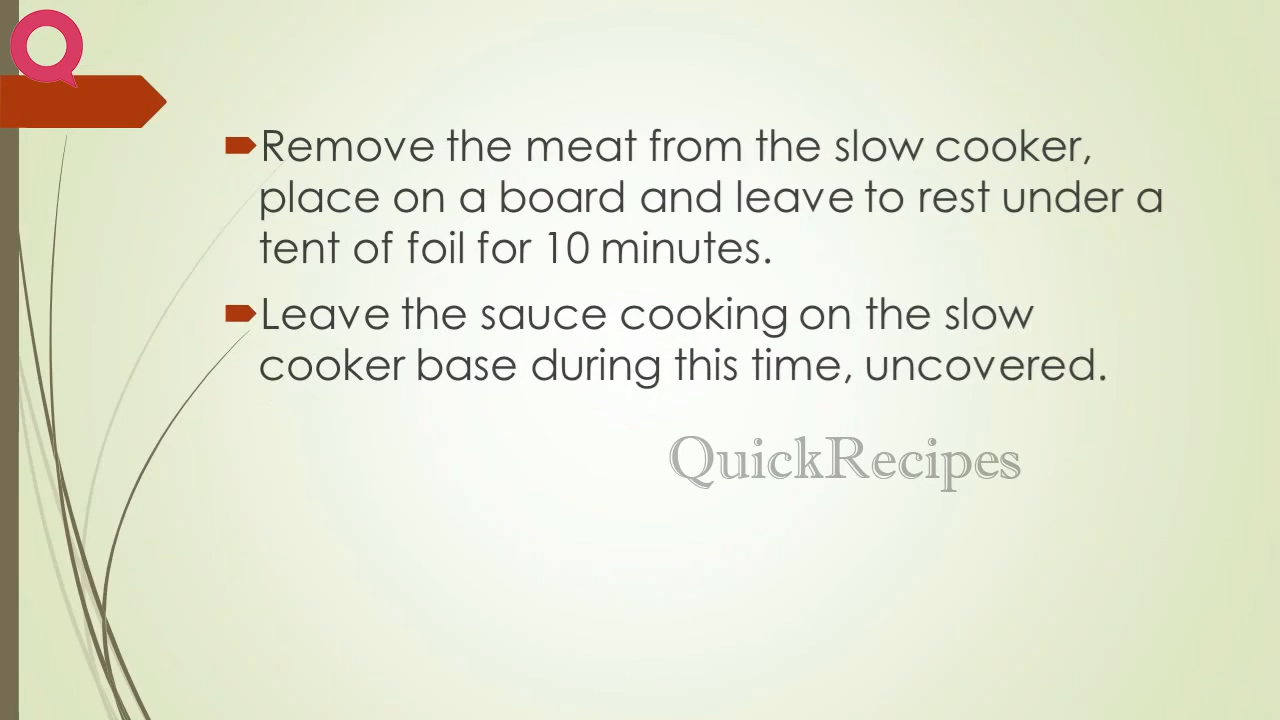 Remove the meat from the slow cooker,
place on a board and leave to rest under a
tent of foil for 10 minutes.
Leave the sauce cooking on the slow
cooker base during this time, uncovered.
QuickRecipes